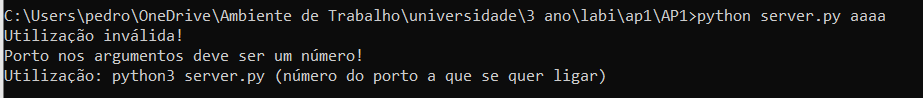 C:\Users\pedro\OneDrive\Ambiente de Trabalho\universidade\3 ano\labi\ap1\AP1>python server.py aaaa
Utilização inválida!
Porto nos argumentos deve ser um número!
Utilização: python3 server.py (número do porto a que se quer ligar)